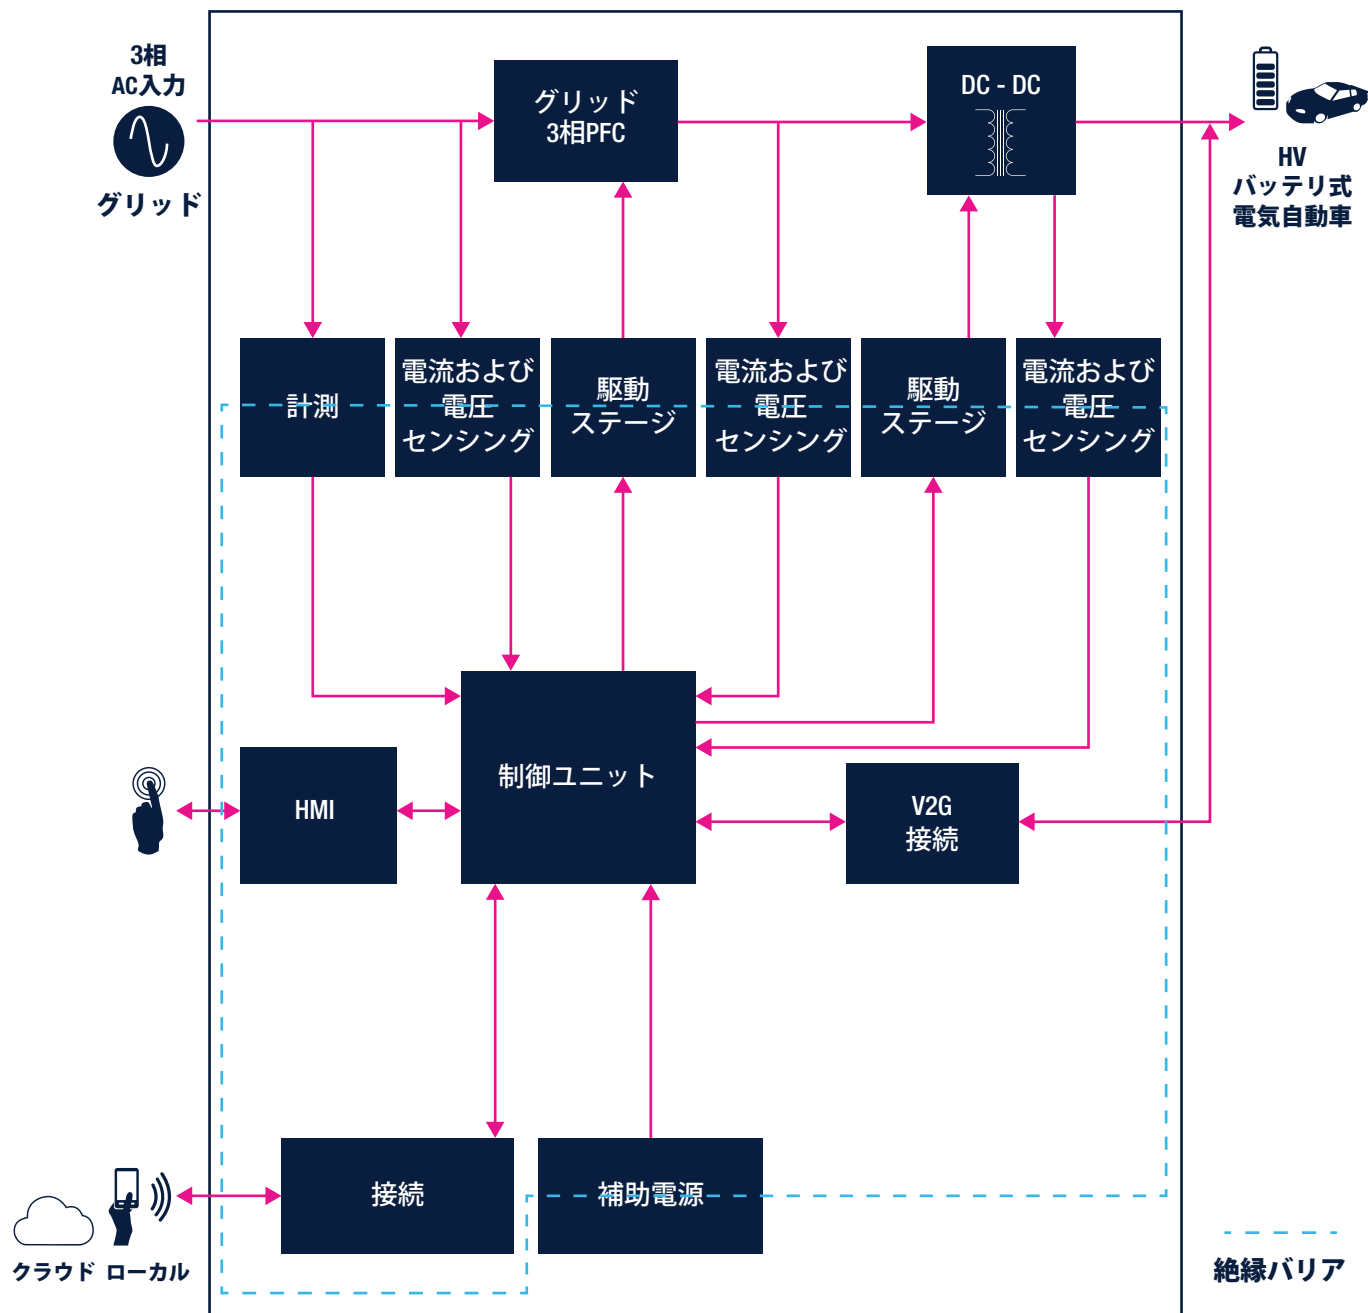 3相
AC入力
グリッド
グリッド
3相PFC
DC - DC
HV
バッテリ式
電気自動車
計測
電流および
電圧
センシング
駆動
ステージ
電流および
電圧
センシング
駆動
ステージ
電流および
電圧
センシング
制御ユニット
HMI
V2G
接続
接続
補助電源
クラウド ローカル
絶縁バリア